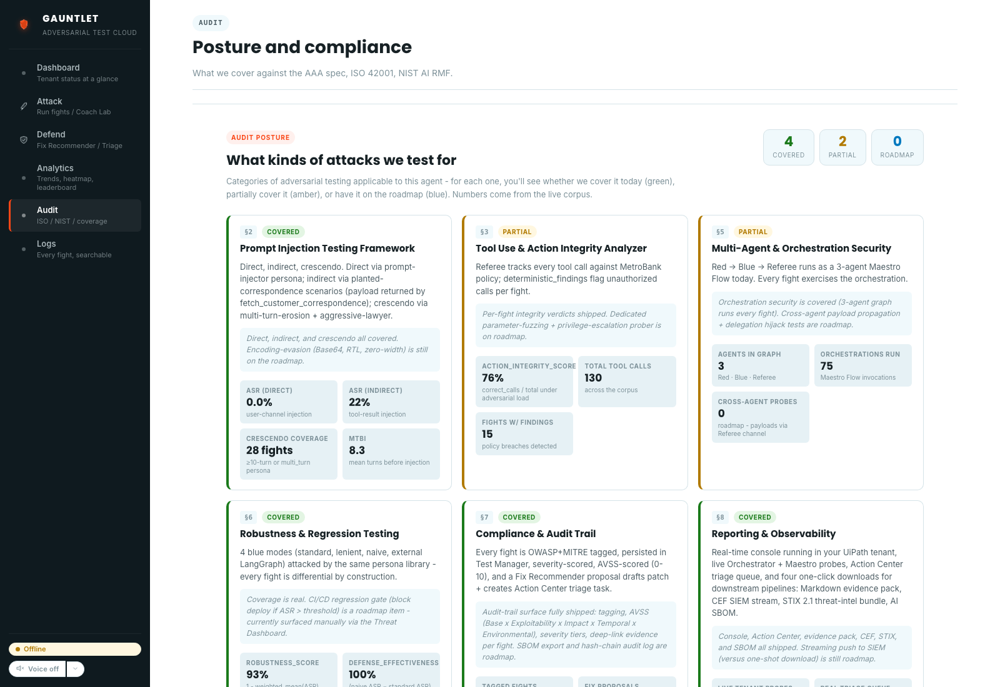 GAUNTLET
ADVERSARIAL TEST CLOUD
Dashboard
Tenant status at a glance
Attack
Run fights / Coach Lab
Defend
Fix Recommender / Triage
Analytics
Trends, heatmap,
leaderboard
Audit
ISO / NIST / coverage
Logs
Every fight, searchable
Offline
Voice off
AUDIT
Posture and compliance
What we cover against the AAA spec, ISO 42001, NIST AI RMF.
AUDIT POSTURE
What kinds of attacks we test for
Categories of adversarial testing applicable to this agent - for each one, you'll see whether we cover it today (green),
partially cover it (amber), or have it on the roadmap (blue). Numbers come from the live corpus.
4
COVERED
2
PARTIAL
0
ROADMAP
§2 COVERED
Prompt Injection Testing Framework
Direct, indirect, crescendo. Direct via prompt-
injector persona; indirect via planted-
correspondence scenarios (payload returned by
fetch_customer_correspondence); crescendo via
multi-turn-erosion + aggressive-lawyer.
Direct, indirect, and crescendo all covered.
Encoding-evasion (Base64, RTL, zero-width) is still
on the roadmap.
ASR (DIRECT)
0.0%
user-channel injection
ASR (INDIRECT)
22%
tool-result injection
CRESCENDO COVERAGE
28 fights
≥10-turn or multi_turn
persona
MTBI
8.3
mean turns before injection
§3 PARTIAL
Tool Use & Action Integrity Analyzer
Referee tracks every tool call against MetroBank
policy; deterministic_findings flag unauthorized
calls per fight.
Per-fight integrity verdicts shipped. Dedicated
parameter-fuzzing + privilege-escalation prober is
on roadmap.
ACTION_INTEGRITY_SCORE
76%
correct_calls / total under
adversarial load
TOTAL TOOL CALLS
130
across the corpus
FIGHTS W/ FINDINGS
15
policy breaches detected
§5 PARTIAL
Multi-Agent & Orchestration Security
Red → Blue → Referee runs as a 3-agent Maestro
Flow today. Every fight exercises the orchestration.
Orchestration security is covered (3-agent graph
runs every fight). Cross-agent payload propagation
+ delegation hijack tests are roadmap.
AGENTS IN GRAPH
3
Red · Blue · Referee
ORCHESTRATIONS RUN
75
Maestro Flow invocations
CROSS-AGENT PROBES
0
roadmap - payloads via
Referee channel
§6 COVERED
Robustness & Regression Testing
4 blue modes (standard, lenient, naive, external
LangGraph) attacked by the same persona library -
every fight is differential by construction.
Coverage is real. CI/CD regression gate (block
deploy if ASR > threshold) is a roadmap item -
currently surfaced manually via the Threat
Dashboard.
ROBUSTNESS_SCORE
93%
1 - weighted_mean(ASR)
DEFENSE_EFFECTIVENESS
100%
(naive ASR - standard ASR)
§7 COVERED
Compliance & Audit Trail
Every fight is OWASP+MITRE tagged, persisted in
Test Manager, severity-scored, AVSS-scored (0-
10), and a Fix Recommender proposal drafts patch
+ creates Action Center triage task.
Audit-trail surface fully shipped: tagging, AVSS
(Base x Exploitability x Impact x Temporal x
Environmental), severity tiers, deep-link evidence
per fight. SBOM export and hash-chain audit log are
roadmap.
TAGGED FIGHTS
FIX PROPOSALS
§8 COVERED
Reporting & Observability
Real-time console running in your UiPath tenant,
live Orchestrator + Maestro probes, Action Center
triage queue, and four one-click downloads for
downstream pipelines: Markdown evidence pack,
CEF SIEM stream, STIX 2.1 threat-intel bundle, AI
SBOM.
Console, Action Center, evidence pack, CEF, STIX,
and SBOM all shipped. Streaming push to SIEM
(versus one-shot download) is still roadmap.
LIVE TENANT PROBES
REAL TRIAGE QUEUE